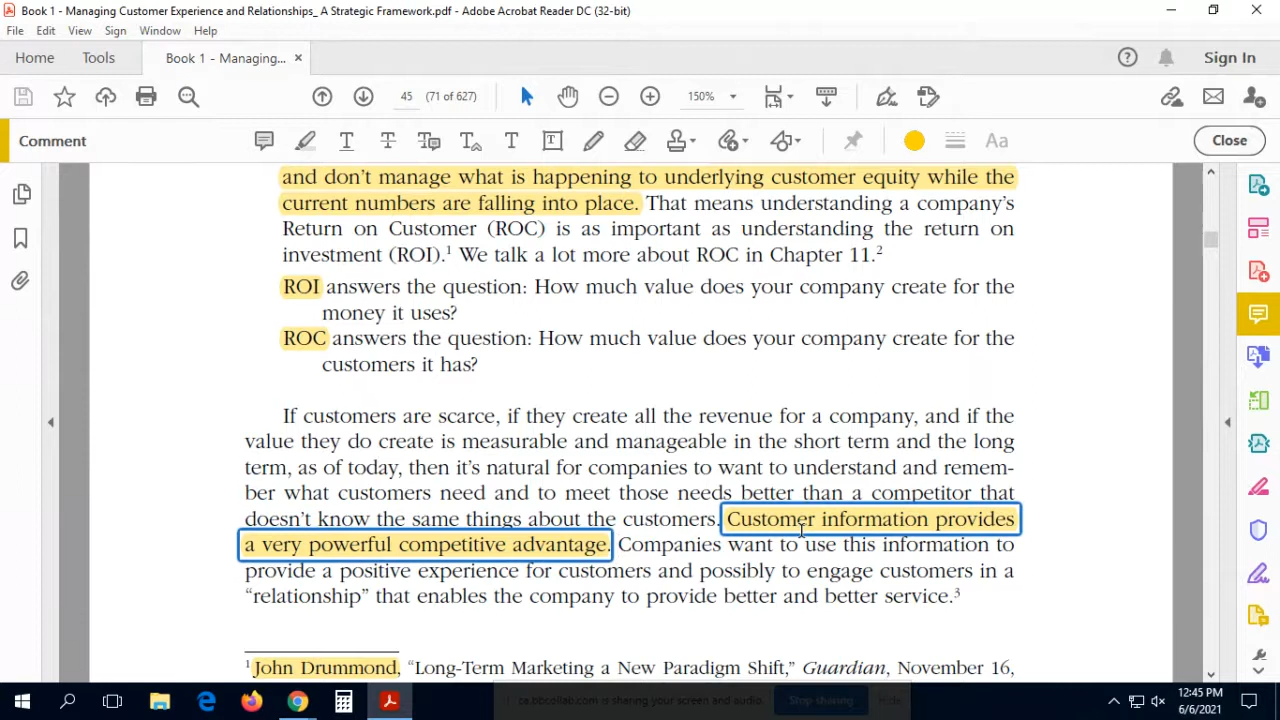 Book 1 - Managing Customer Experience and Relationships_ A Strategic Framework.pdf - Adobe Acrobat Reader DC (32-bit)
File Edit View Sign Window Help
Home Tools Book 1 - Managing... ×
Sign In
45 (71 of 627) 150%
Comment
Close
and don't manage what is happening to underlying customer equity while the
current numbers are falling into place. That means understanding a company's
Return on Customer (ROC) is as important as understanding the return on
investment (ROI).1 We talk a lot more about ROC in Chapter 11.2
ROI answers the question: How much value does your company create for the
money it uses?
ROC answers the question: How much value does your company create for the
customers it has?
If customers are scarce, if they create all the revenue for a company, and if the
value they do create is measurable and manageable in the short term and the long
term, as of today, then it's natural for companies to want to understand and remem-
ber what customers need and to meet those needs better than a competitor that
doesn't know the same things about the customers. Customer information provides
a very powerful competitive advantage. Companies want to use this information to
provide a positive experience for customers and possibly to engage customers in a
"relationship" that enables the company to provide better and better service.3
1 John Drummond, "Long-Term Marketing a New Paradigm Shift," Guardian, November 16,
ce.bbcollab.com is sharing your screen and audio. Stop sharing Hide
12:45 PM
6/6/2021